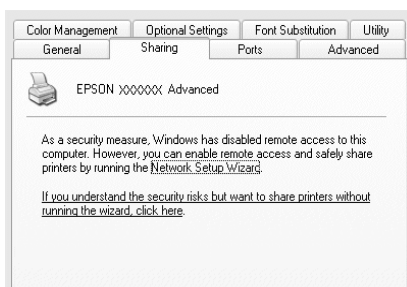 Color Management Optional Settings Font Substitution Utility
General Sharing Ports Advanced
EPSON XXXXXX Advanced
As a security measure, Windows has disabled remote access to this
computer. However, you can enable remote access and safely share
printers by running the Network Setup Wizard.
If you understand the security risks but want to share printers without
running the wizard, click here.